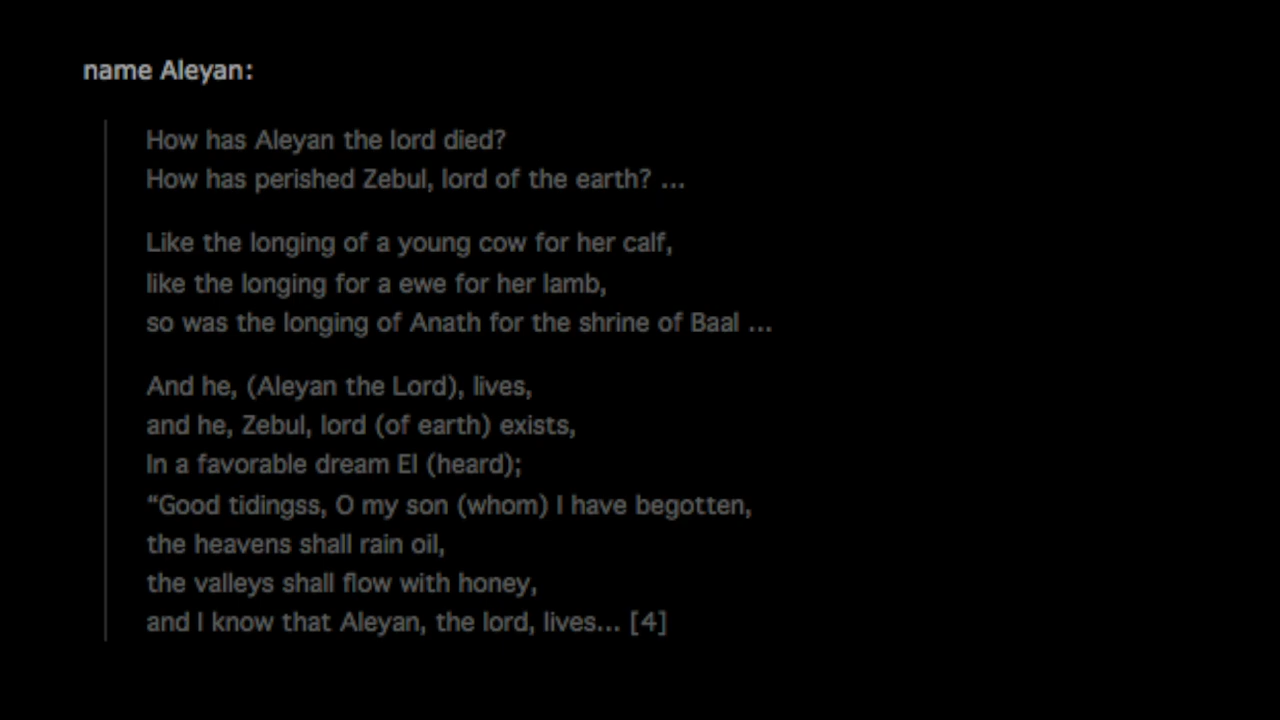 name Aleyan:
How has Aleyan the lord died?
How has perished Zebul, lord of the earth? ...
Like the longing of a young cow for her calf,
like the longing for a ewe for her lamb,
so was the longing of Anath for the shrine of Baal ...
And he, (Aleyan the Lord), lives,
and he, Zebul, lord (of earth) exists,
In a favorable dream El (heard);
“Good tidingss, O my son (whom) I have begotten,
the heavens shall rain oil,
the valleys shall flow with honey,
and I know that Aleyan, the lord, lives... [4]